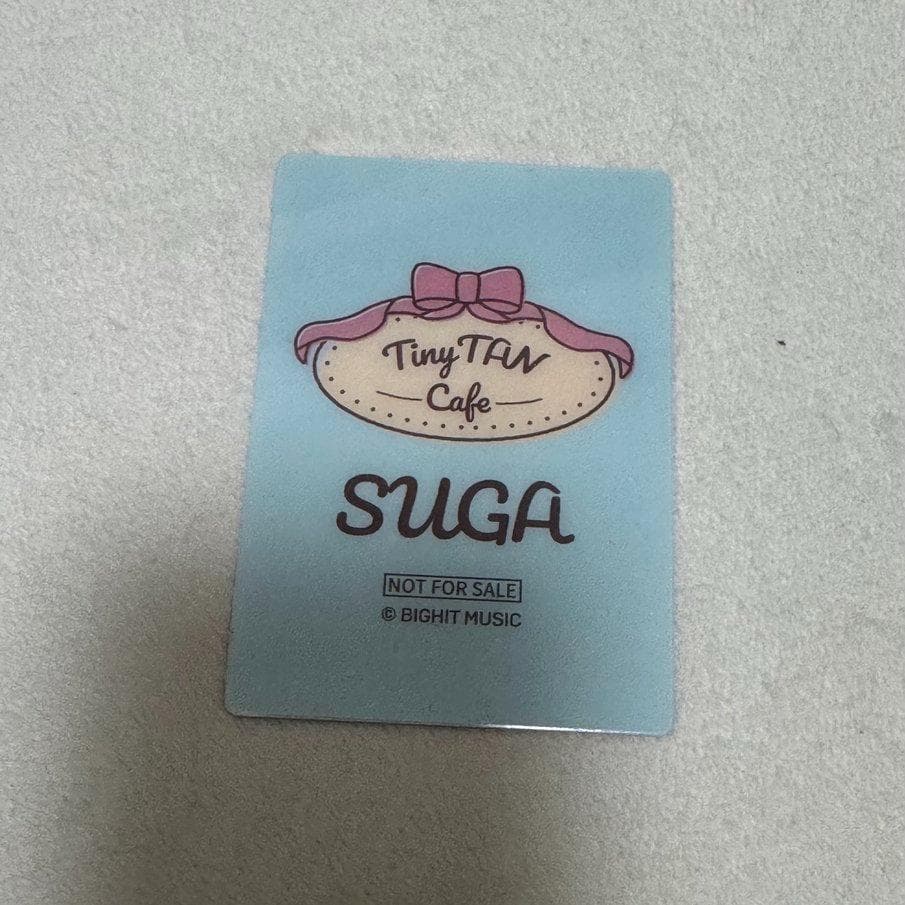 TinyTAN
Cafe
SUGA
NOT FOR SALE
© BIGHIT MUSIC